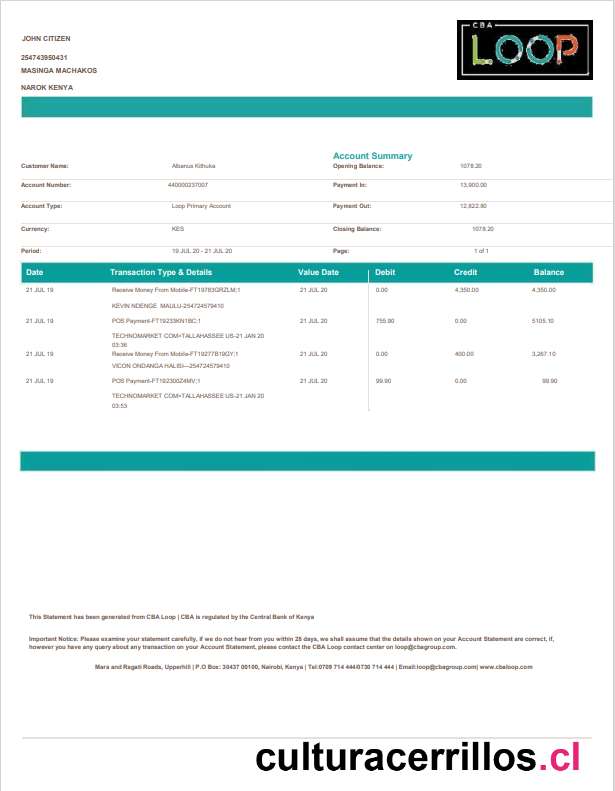 JOHN CITIZEN
254743950431
MASINGA MACHAKOS
NAROK KENYA
CBA
LOOP
Account Summary
Customer Name: Albanus Kithuka Opening Balance: 1078.20
Account Number: 440000237007 Payment In: 13,900.00
Account Type: Loop Primary Account Payment Out: 12,822.80
Currency: KES Closing Balance: 1078.20
Period: 19 JUL 20 - 21 JUL 20 Page: 1 of 1
Date Transaction Type & Details Value Date Debit Credit Balance
21 JUL 19 Receive Money From Mobile-FT19783GRZLM;1 21 JUL 20 0.00 4,350.00 4,350.00
KEVIN NDENGE MAULU-254724579410
21 JUL 19 POS Payment-FT19233KN1BC;1 21 JUL 20 755.90 0.00 5105.10
TECHNOMARKET COM>TALLAHASSEE US-21 JAN 20
03:36
21 JUL 19 Receive Money From Mobile-FT19277B19GY;1 21 JUL 20 0.00 400.00 3,267.10
VICON ONDANGA HALISI—254724579410
21 JUL 19 POS Payment-FT192300Z4MV;1 21 JUL 20 99.90 0.00 99.90
TECHNOMARKET COM>TALLAHASSEE US-21 JAN 20
03:53
This Statement has been generated from CBA Loop | CBA is regulated by the Central Bank of Kenya
Important Notice: Please examine your statement carefully, if we do not hear from you within 28 days, we shall assume that the details shown on your Account Statement are correct, if,
however you have any query about any transaction on your Account Statement, please contact the CBA Loop contact center on loop@cbagroup.com.
Mara and Ragati Roads, Upperhill | P.O Box: 30437 00100, Nairobi, Kenya | Tel:0709 714 444/0730 714 444 | Email:loop@cbagroup.com| www.cbaloop.com
culturacerrillos.cl